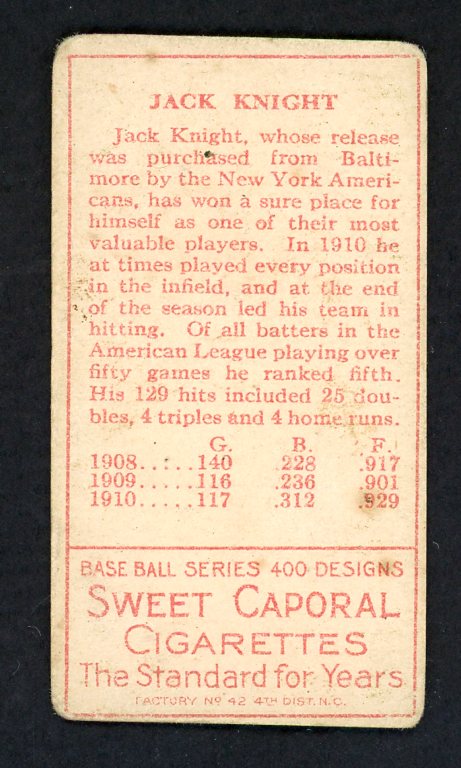 JACK KNIGHT
Jack Knight, whose release
was purchased from Balti-
more by the New York Ameri-
cans, has won a sure place for
himself as one of their most
valuable players. In 1910 he
at times played every position
in the infield, and at the end
of the season led his team in
hitting. Of all batters in the
American League playing over
fifty games he ranked fifth.
His 129 hits included 25 dou-
bles, 4 triples and 4 home runs.
G. B. F.
1908......140 .228 .917
1909......116 .236 .901
1910......117 .312 .929
BASE BALL SERIES 400 DESIGNS
SWEET CAPORAL
CIGARETTES
The Standard for Years
FACTORY No 42 4TH DIST. N.C.